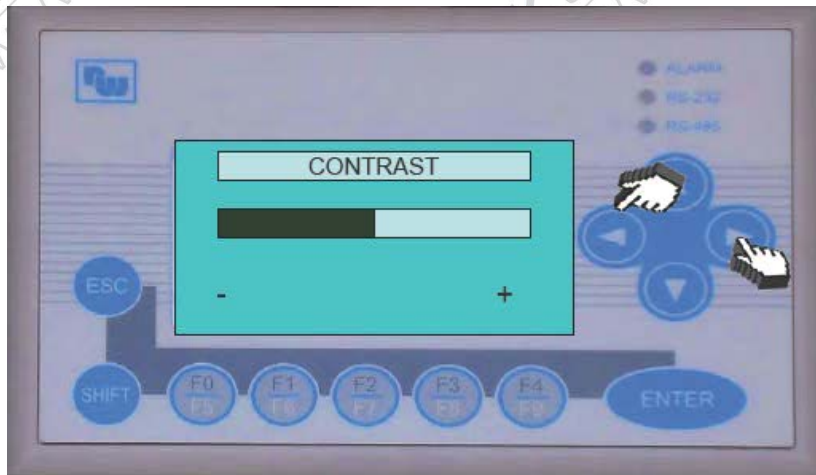 ALARM
RS-232
RS-485
CONTRAST
- +
ESC
SHIFT
F0
F5
F1
F6
F2
F7
F3
F8
F4
F9
ENTER